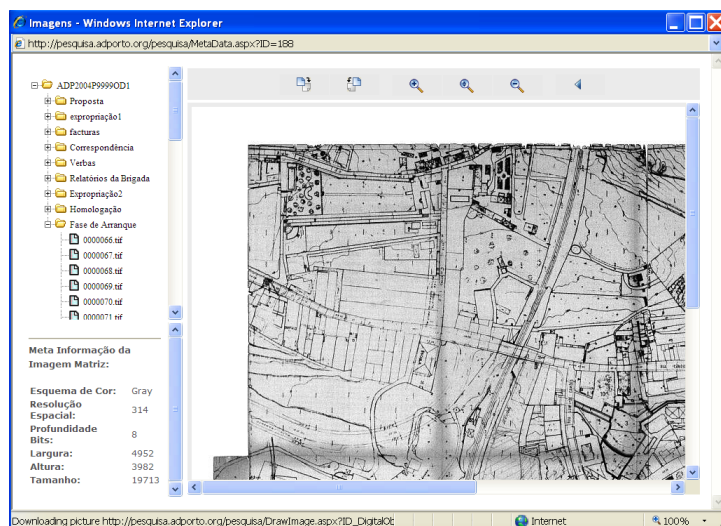 Imagens - Windows Internet Explorer
http://pesquisa.adporto.org/pesquisa/MetaData.aspx?ID=188
ADP2004P9999OD1
Proposta
expropriação1
facturas
Correspondência
Verbas
Relatórios da Brigada
Expropriação2
Homologação
Fase de Arranque
0000066.tif
0000067.tif
0000068.tif
0000069.tif
0000070.tif
0000071.tif
Meta Informação da
Imagem Matriz:
Esquema de Cor: Gray
Resolução
Espacial: 314
Profundidade
Bits: 8
Largura: 4952
Altura: 3982
Tamanho: 19713
Downloading picture http://pesquisa.adporto.org/pesquisa/DrawImage.aspx?ID_DigitalOb
Internet
100%